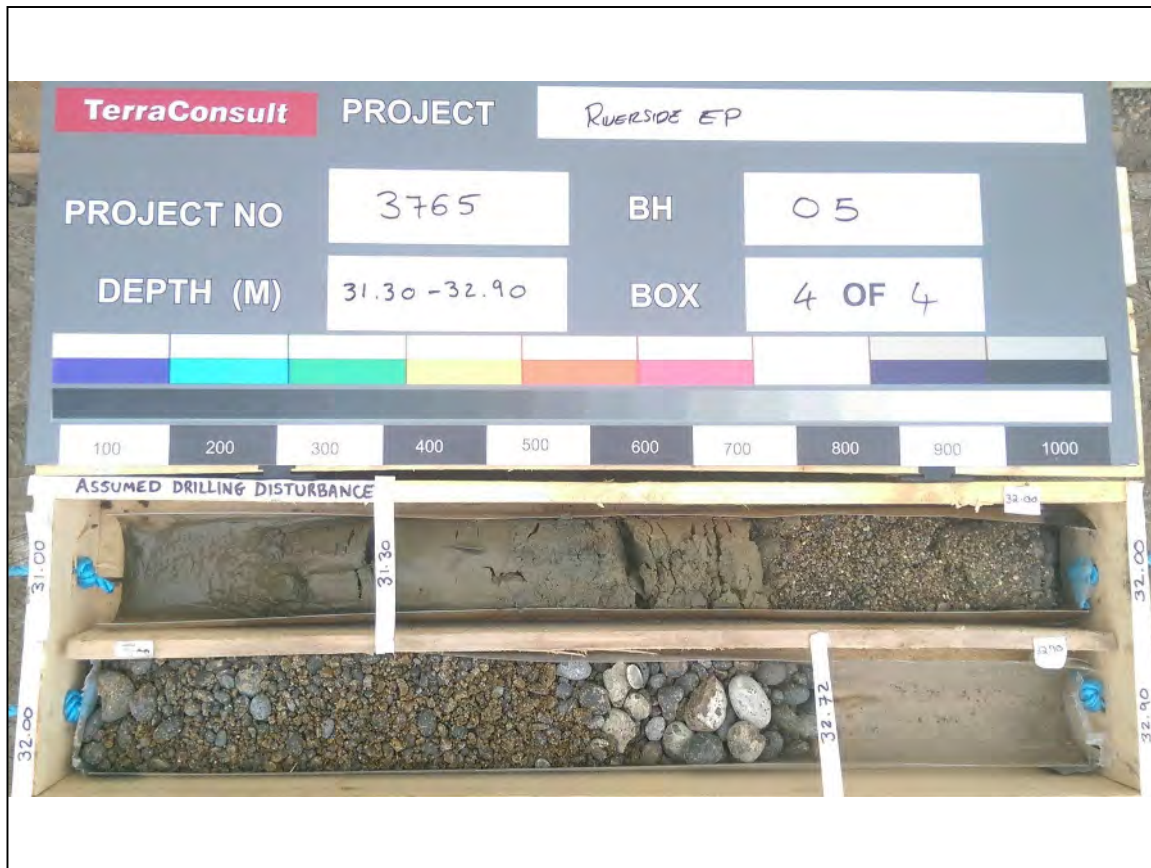 TerraConsult PROJECT RIVERSIDE EP
PROJECT NO 3765 BH 05
DEPTH (M) 31.30 - 32.90 BOX 4 OF 4
100 200 300 400 500 600 700 800 900 1000
ASSUMED DRILLING DISTURBANCE
32.00
31.00
31.30
32.00
32.90
32.00
32.72
32.90